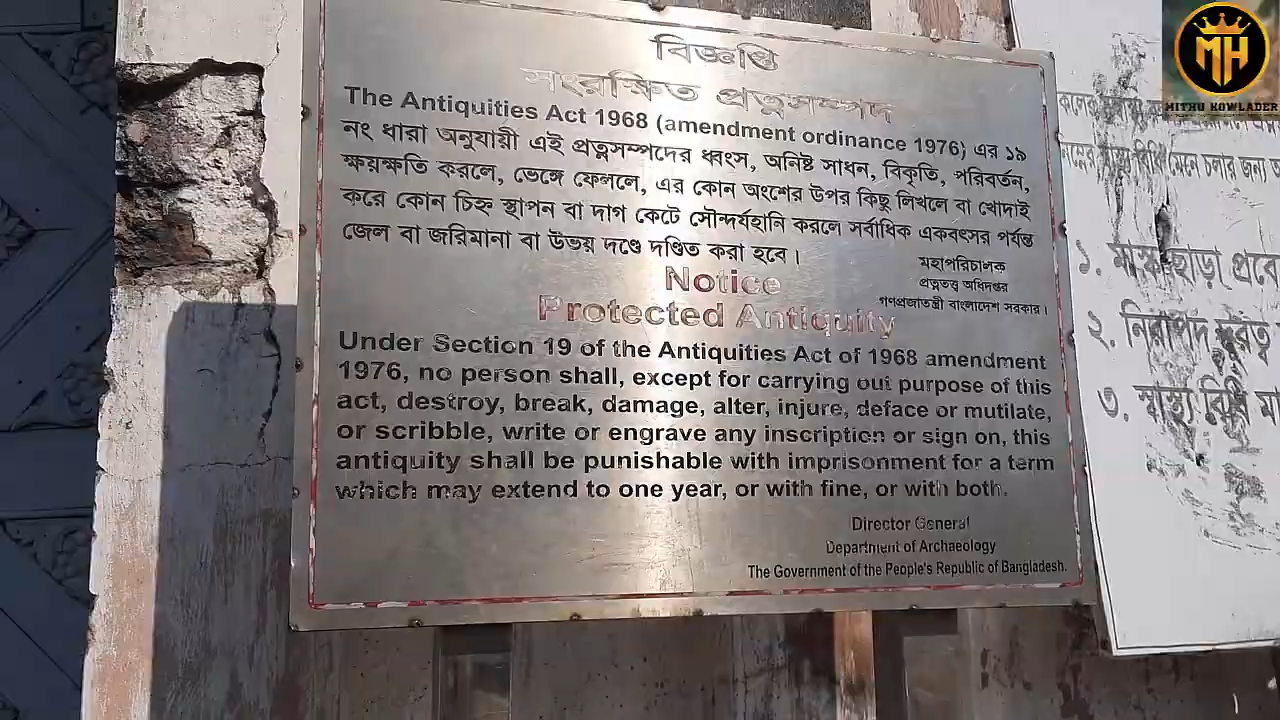 বিজ্ঞপ্তি
সংরক্ষিত প্রত্নসম্পদ
The Antiquities Act 1968 (amendment ordinance 1976) এর ১৯
নং ধারা অনুযায়ী এই প্রত্নসম্পদের ধ্বংস, অনিষ্ট সাধন, বিকৃতি, পরিবর্তন,
ক্ষয়ক্ষতি করলে, ভেঙ্গে ফেললে, এর কোন অংশের উপর কিছু লিখলে বা খোদাই
করে কোন চিহ্ন স্থাপন বা দাগ কেটে সৌন্দর্যহানি করলে সর্বাধিক একবৎসর পর্যন্ত
জেল বা জরিমানা বা উভয় দণ্ডে দণ্ডিত করা হবে।
মহাপরিচালক
প্রত্নতত্ত্ব অধিদপ্তর
গণপ্রজাতন্ত্রী বাংলাদেশ সরকার।
Notice
Protected Antiquity
Under Section 19 of the Antiquities Act of 1968 amendment
1976, no person shall, except for carrying out purpose of this
act, destroy, break, damage, alter, injure, deface or mutilate,
or scribble, write or engrave any inscription or sign on, this
antiquity shall be punishable with imprisonment for a term
which may extend to one year, or with fine, or with both.
Director General
Department of Archaeology
The Government of the People's Republic of Bangladesh.
MH
MITHU HOWLADER
মেনে চলার জন্য
১. মাস্ক ছাড়া
২. নিরাপদ দূরত্ব
৩. স্বাস্থ্য বিধি